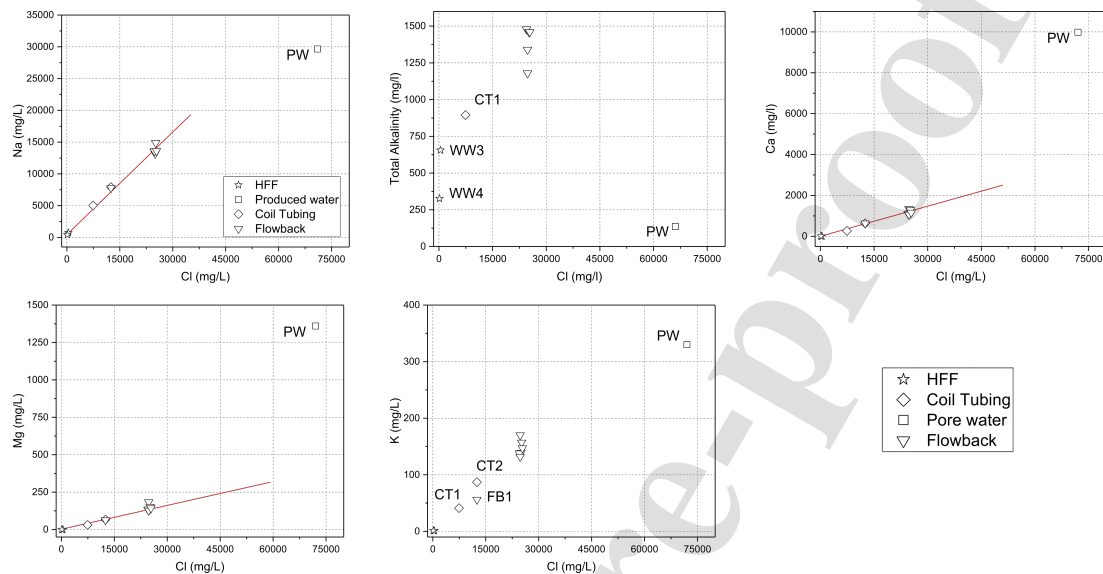 35000
30000
25000
20000
15000
10000
5000
0
Na (mg/L)
PW
HFF
Produced water
Coil Tubing
Flowback
0 15000 30000 45000 60000 75000
Cl (mg/L)
1500
1250
1000
750
500
250
0
Total Alkalinity (mg/l)
CT1
WW3
WW4
PW
0 15000 30000 45000 60000 75000
Cl (mg/l)
10000
8000
6000
4000
2000
0
Ca (mg/l)
PW
0 15000 30000 45000 60000 75000
Cl (mg/L)
1500
1250
1000
750
500
250
0
Mg (mg/L)
PW
0 15000 30000 45000 60000 75000
Cl (mg/L)
400
300
200
100
0
K (mg/L)
PW
CT2
CT1
FB1
0 15000 30000 45000 60000 75000
Cl (mg/L)
HFF
Coil Tubing
Pore water
Flowback
re-proof